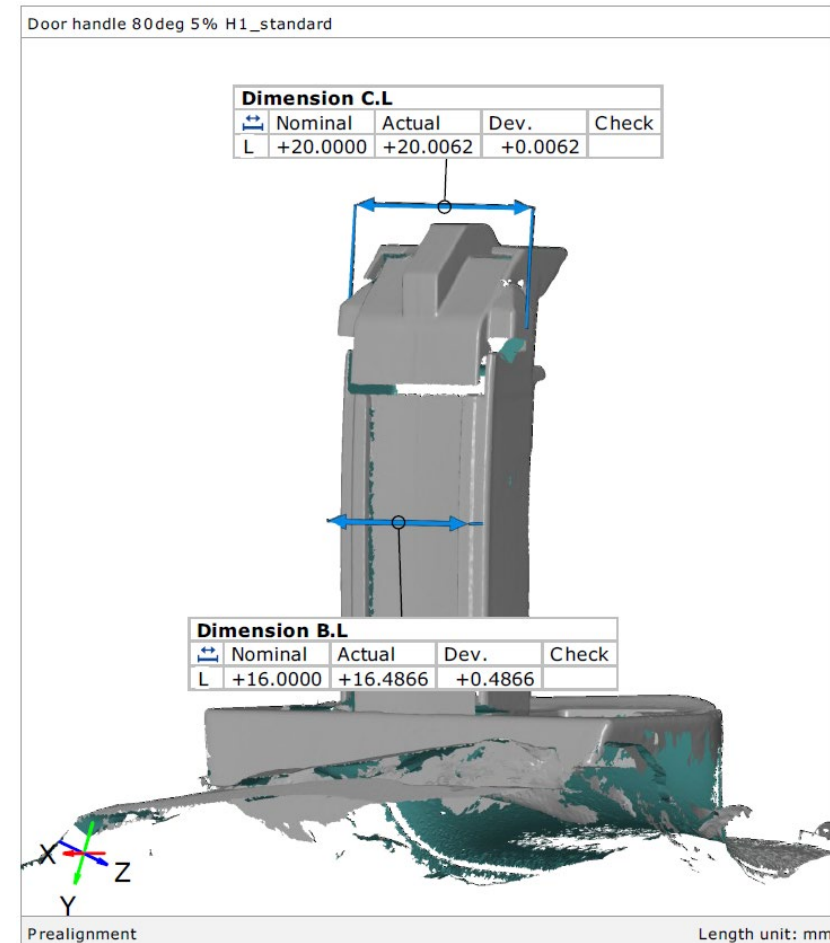 Door handle 80deg 5% H1_standard
Dimension C.L
Nominal Actual Dev. Check
L +20.0000 +20.0062 +0.0062
Dimension B.L
Nominal Actual Dev. Check
L +16.0000 +16.4866 +0.4866
X
Z
Y
Prealignment Length unit: mm